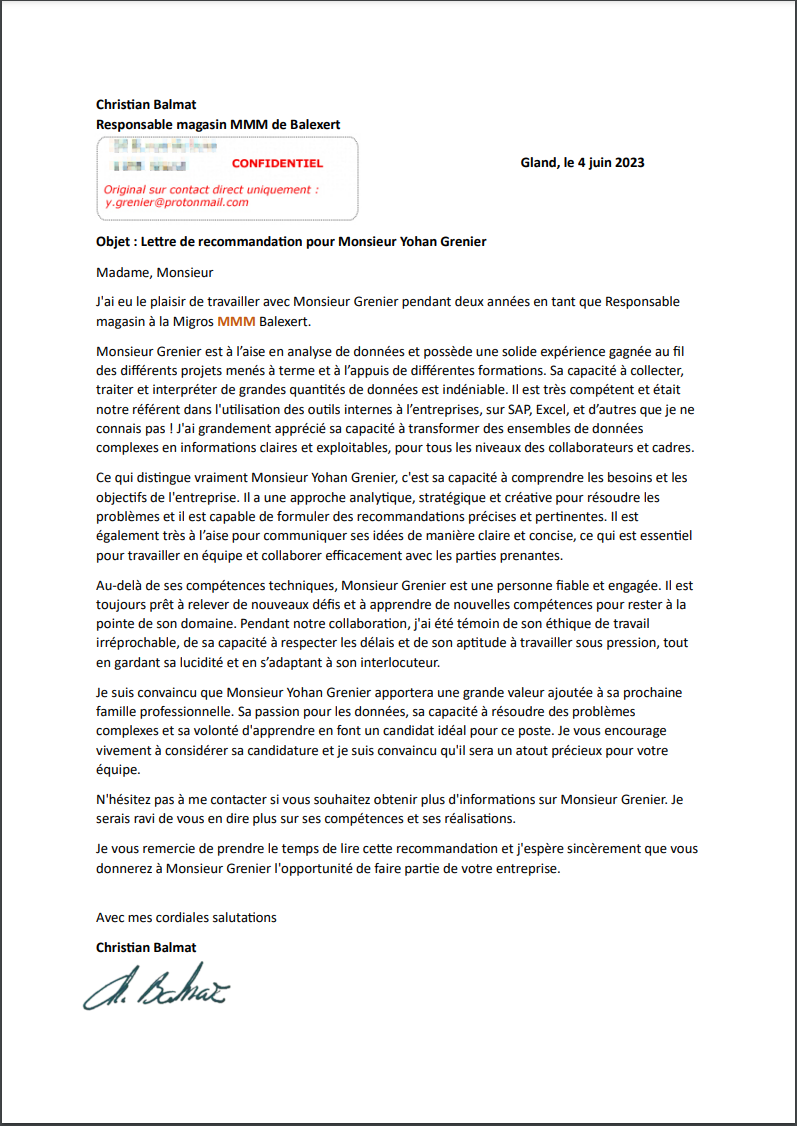 Christian Balmat
Responsable magasin MMM de Balexert
CONFIDENTIEL
Original sur contact direct uniquement :
y.grenier@protonmail.com
Gland, le 4 juin 2023
Objet : Lettre de recommandation pour Monsieur Yohan Grenier
Madame, Monsieur
J'ai eu le plaisir de travailler avec Monsieur Grenier pendant deux années en tant que Responsable
magasin à la Migros MMM Balexert.
Monsieur Grenier est à l’aise en analyse de données et possède une solide expérience gagnée au fil
des différents projets menés à terme et à l’appuis de différentes formations. Sa capacité à collecter,
traiter et interpréter de grandes quantités de données est indéniable. Il est très compétent et était
notre référent dans l'utilisation des outils internes à l’entreprises, sur SAP, Excel, et d’autres que je ne
connais pas ! J'ai grandement apprécié sa capacité à transformer des ensembles de données
complexes en informations claires et exploitables, pour tous les niveaux des collaborateurs et cadres.
Ce qui distingue vraiment Monsieur Yohan Grenier, c'est sa capacité à comprendre les besoins et les
objectifs de l'entreprise. Il a une approche analytique, stratégique et créative pour résoudre les
problèmes et il est capable de formuler des recommandations précises et pertinentes. Il est
également très à l’aise pour communiquer ses idées de manière claire et concise, ce qui est essentiel
pour travailler en équipe et collaborer efficacement avec les parties prenantes.
Au-delà de ses compétences techniques, Monsieur Grenier est une personne fiable et engagée. Il est
toujours prêt à relever de nouveaux défis et à apprendre de nouvelles compétences pour rester à la
pointe de son domaine. Pendant notre collaboration, j'ai été témoin de son éthique de travail
irréprochable, de sa capacité à respecter les délais et de son aptitude à travailler sous pression, tout
en gardant sa lucidité et en s’adaptant à son interlocuteur.
Je suis convaincu que Monsieur Yohan Grenier apportera une grande valeur ajoutée à sa prochaine
famille professionnelle. Sa passion pour les données, sa capacité à résoudre des problèmes
complexes et sa volonté d'apprendre en font un candidat idéal pour ce poste. Je vous encourage
vivement à considérer sa candidature et je suis convaincu qu'il sera un atout précieux pour votre
équipe.
N'hésitez pas à me contacter si vous souhaitez obtenir plus d'informations sur Monsieur Grenier. Je
serais ravi de vous en dire plus sur ses compétences et ses réalisations.
Je vous remercie de prendre le temps de lire cette recommandation et j'espère sincèrement que vous
donnerez à Monsieur Grenier l'opportunité de faire partie de votre entreprise.
Avec mes cordiales salutations
Christian Balmat
Ch. Balmat